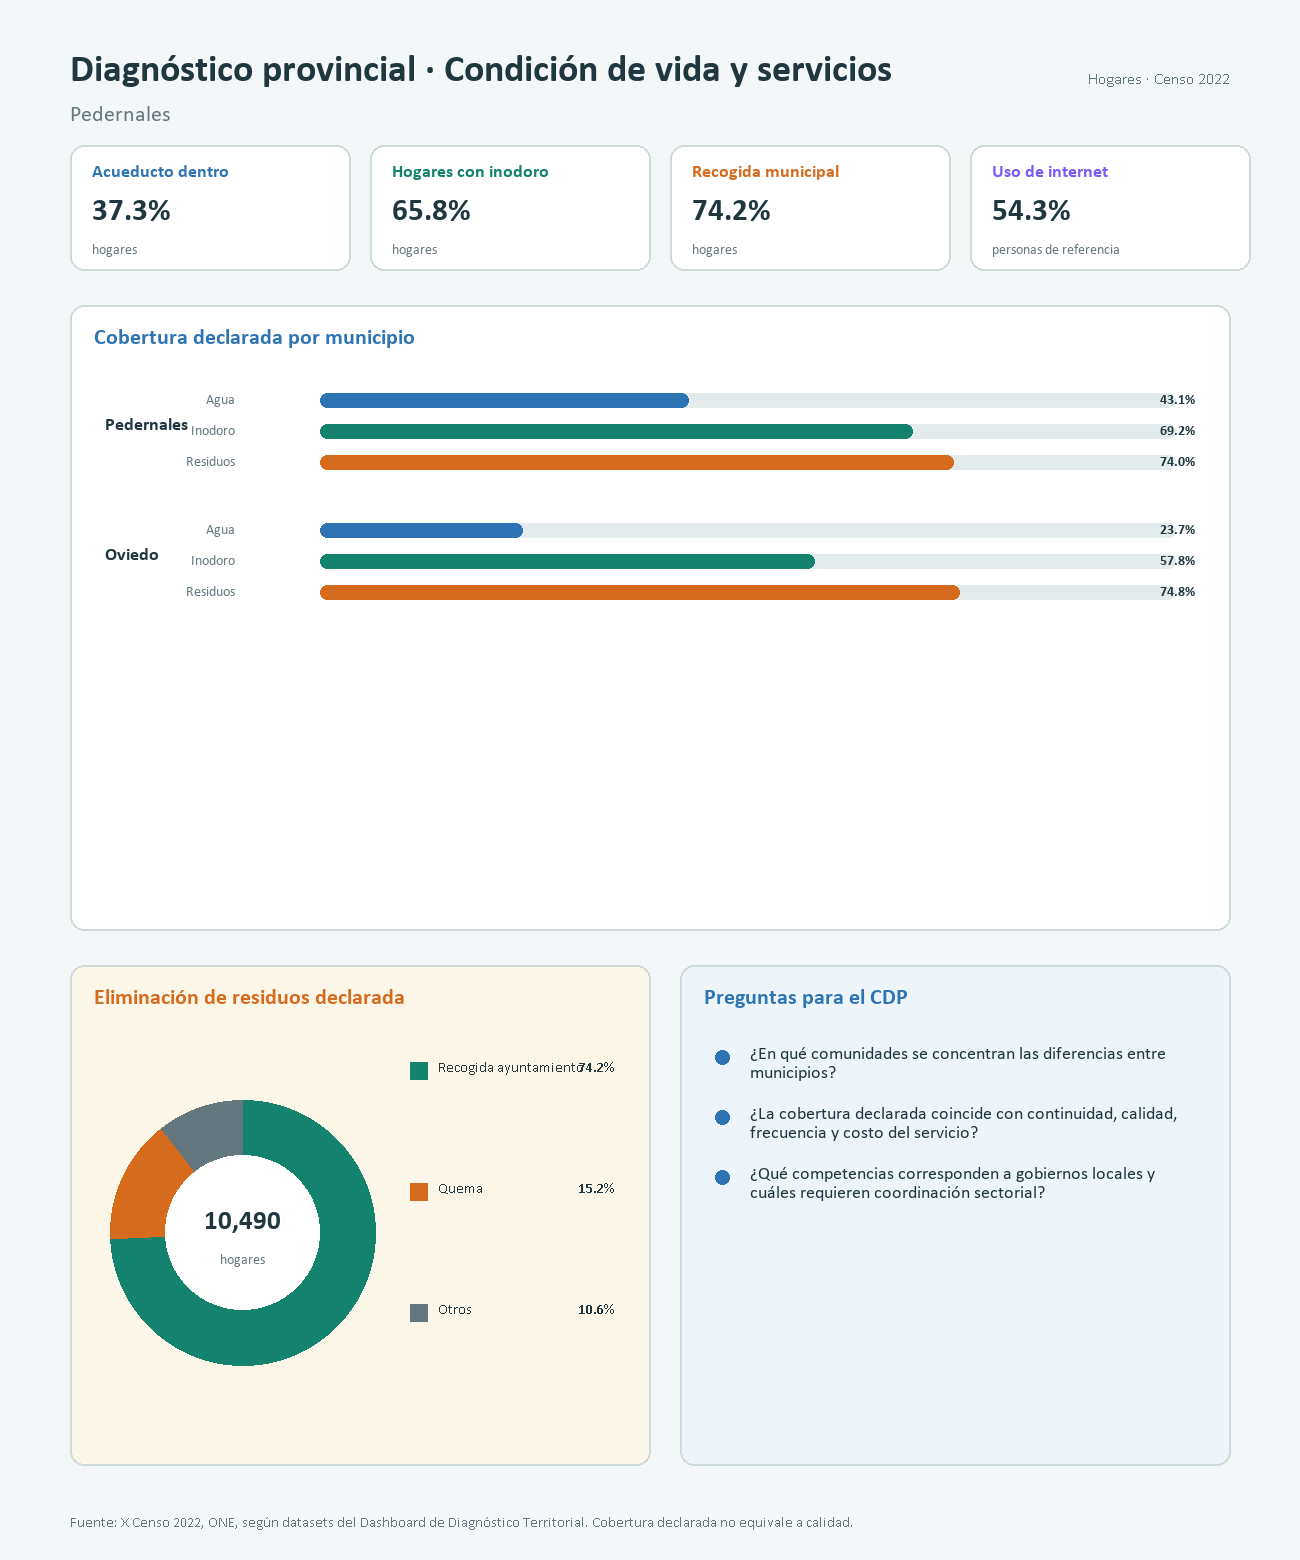 Diagnóstico provincial · Condición de vida y servicios
Hogares · Censo 2022
Pedernales
Acueducto dentro
37.3%
hogares
Hogares con inodoro
65.8%
hogares
Recogida municipal
74.2%
hogares
Uso de internet
54.3%
personas de referencia
Cobertura declarada por municipio
Pedernales
Agua 43.1%
Inodoro 69.2%
Residuos 74.0%
Oviedo
Agua 23.7%
Inodoro 57.8%
Residuos 74.8%
Eliminación de residuos declarada
10,490
hogares
Recogida ayuntamiento 74.2%
Quema 15.2%
Otros 10.6%
Preguntas para el CDP
¿En qué comunidades se concentran las diferencias entre
municipios?
¿La cobertura declarada coincide con continuidad, calidad,
frecuencia y costo del servicio?
¿Qué competencias corresponden a gobiernos locales y
cuáles requieren coordinación sectorial?
Fuente: X Censo 2022, ONE, según datasets del Dashboard de Diagnóstico Territorial. Cobertura declarada no equivale a calidad.